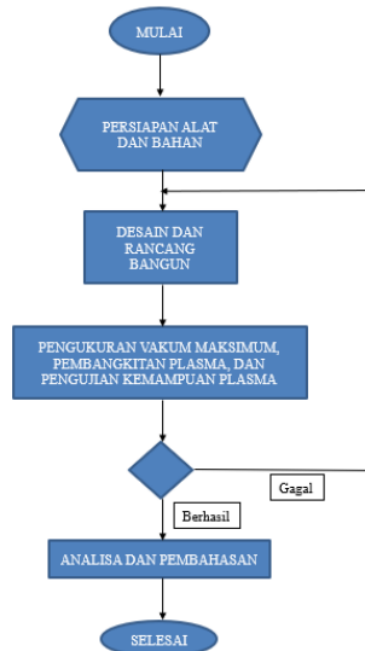 MULAI
PERSIAPAN ALAT
DAN BAHAN
DESAIN DAN
RANCANG
BANGUN
PENGUKURAN VAKUM MAKSIMUM,
PEMBANGKITAN PLASMA, DAN
PENGUJIAN KEMAMPUAN PLASMA
Gagal
Berhasil
ANALISA DAN PEMBAHASAN
SELESAI